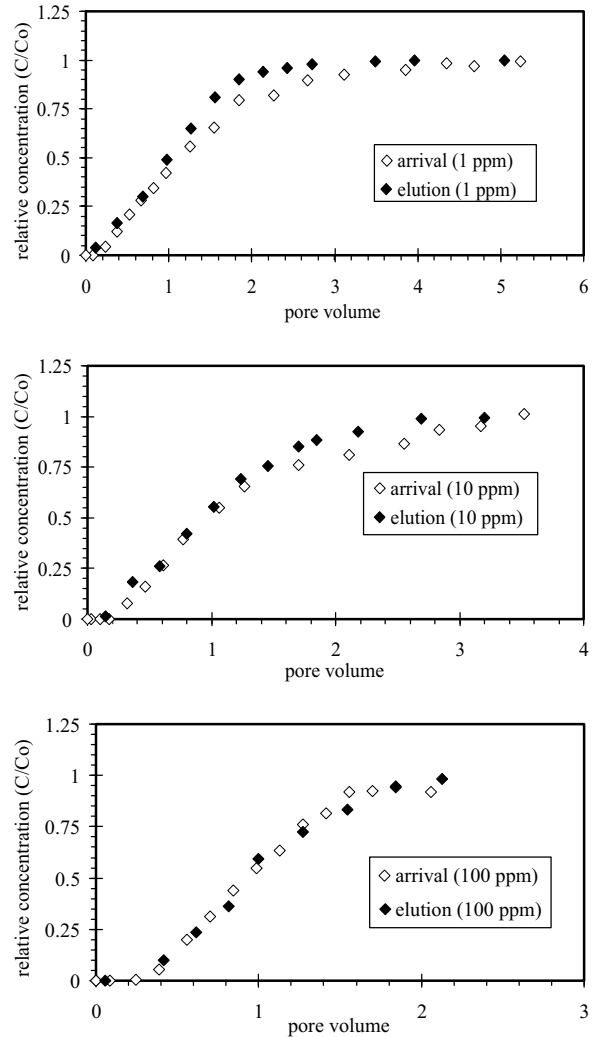 1.25
1
0.75
0.5
0.25
0
relative concentration (C/Co)
arrival (1 ppm)
elution (1 ppm)
0 1 2 3 4 5 6
pore volume
1.25
1
0.75
0.5
0.25
0
relative concentration (C/Co)
arrival (10 ppm)
elution (10 ppm)
0 1 2 3 4
pore volume
1.25
1
0.75
0.5
0.25
0
relative concentration (C/Co)
arrival (100 ppm)
elution (100 ppm)
0 1 2 3
pore volume